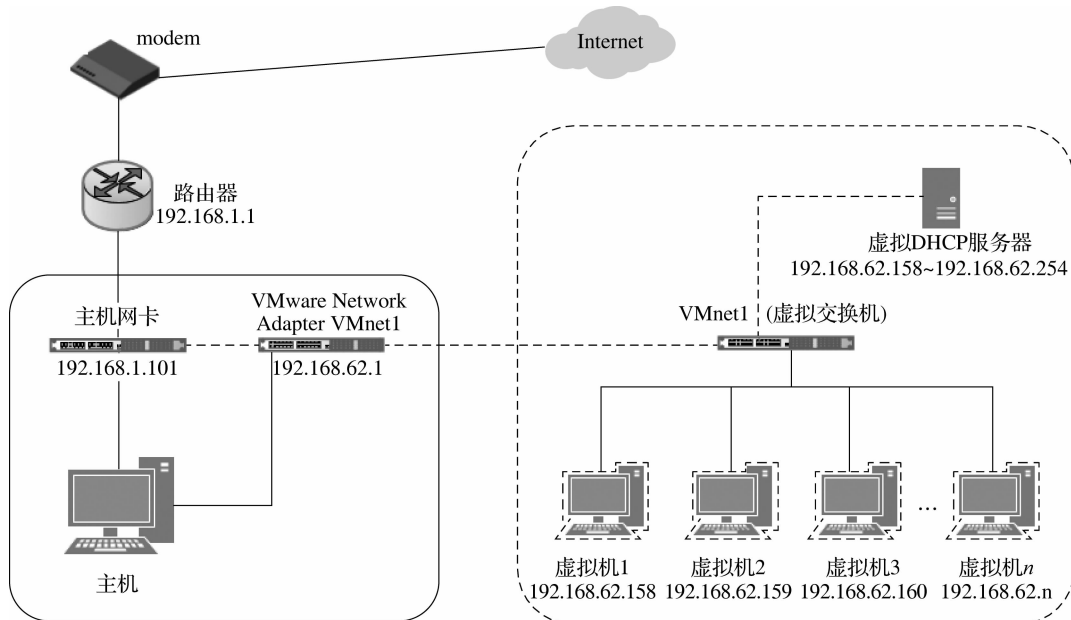 modem
Internet
路由器
192.168.1.1
虚拟DHCP服务器
192.168.62.158~192.168.62.254
主机网卡
192.168.1.101
VMware Network
Adapter VMnet1
192.168.62.1
VMnet1 (虚拟交换机)
主机
虚拟机1
192.168.62.158
虚拟机2
192.168.62.159
虚拟机3
192.168.62.160
...
虚拟机n
192.168.62.n